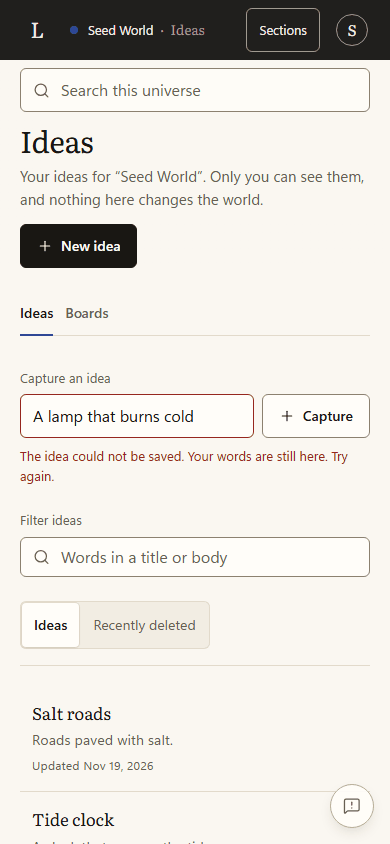 L
Seed World · Ideas
Sections
S
Search this universe
Ideas
Your ideas for “Seed World”. Only you can see them,
and nothing here changes the world.
New idea
Ideas
Boards
Capture an idea
A lamp that burns cold
Capture
The idea could not be saved. Your words are still here. Try
again.
Filter ideas
Words in a title or body
Ideas
Recently deleted
Salt roads
Roads paved with salt.
Updated Nov 19, 2026
Tide clock